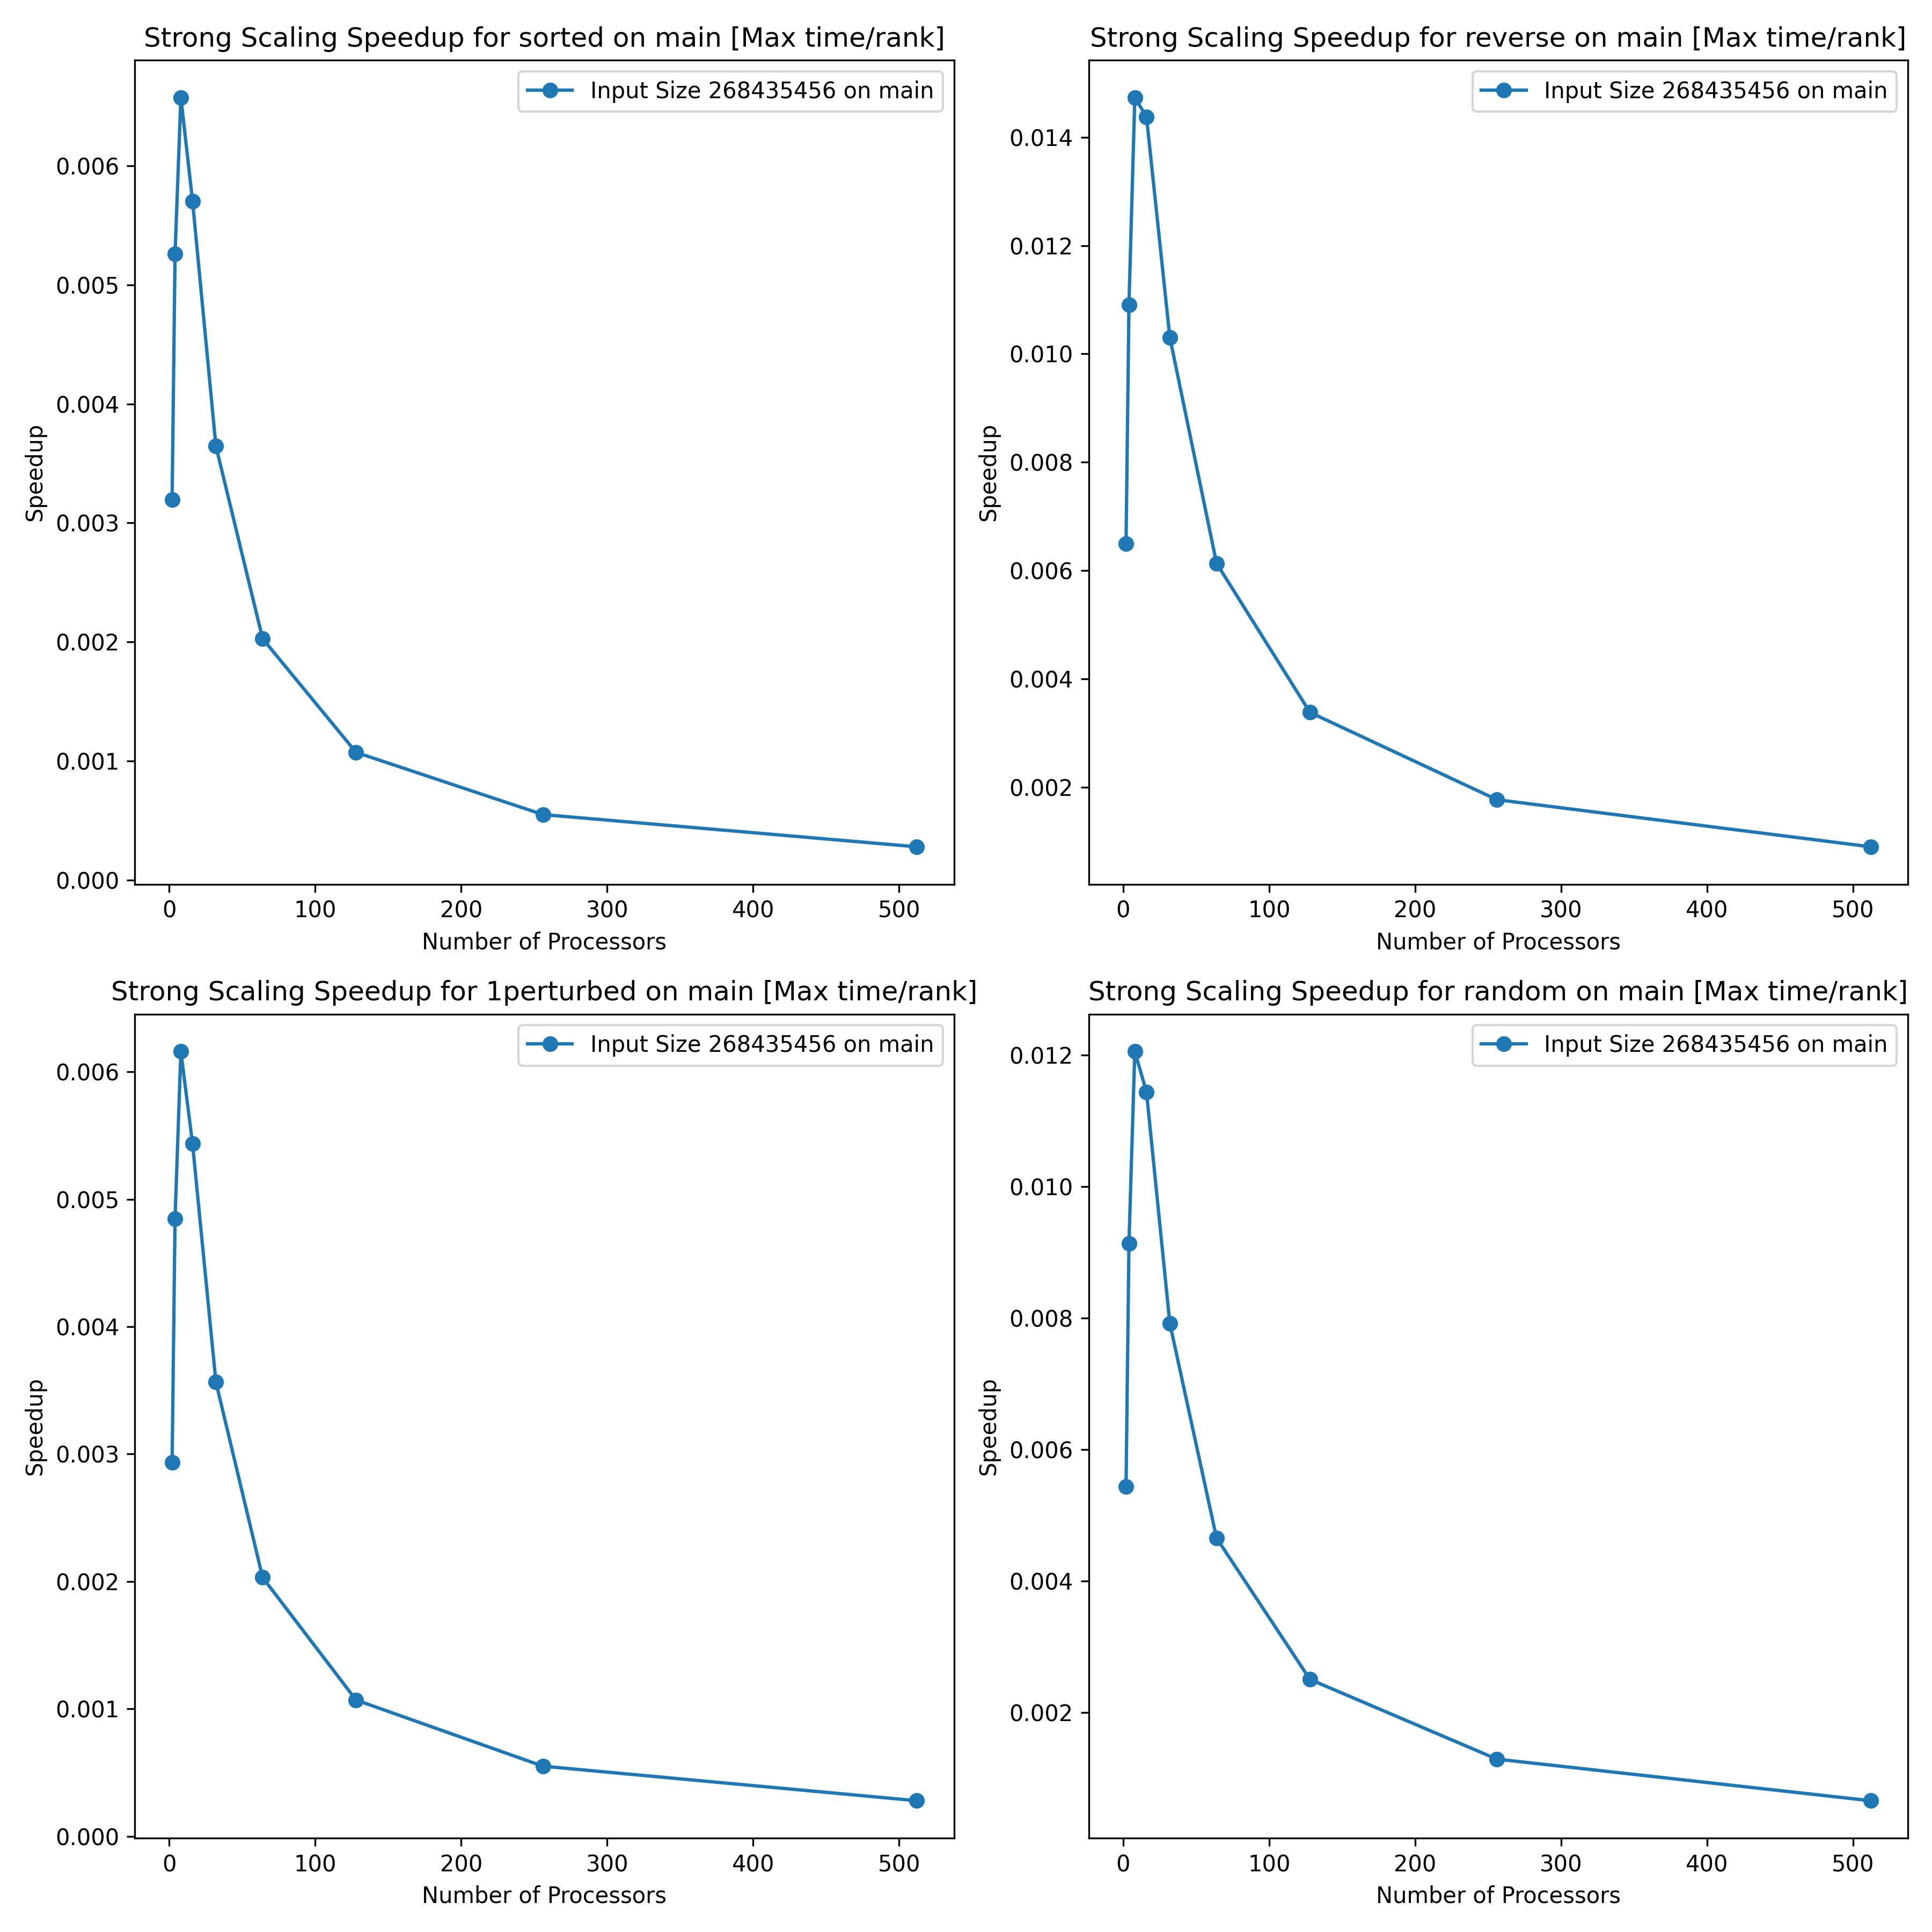 Strong Scaling Speedup for sorted on main [Max time/rank]
Input Size 268435456 on main
Speedup
0.006
0.005
0.004
0.003
0.002
0.001
0.000
0 100 200 300 400 500
Number of Processors
Strong Scaling Speedup for reverse on main [Max time/rank]
Input Size 268435456 on main
Speedup
0.014
0.012
0.010
0.008
0.006
0.004
0.002
0 100 200 300 400 500
Number of Processors
Strong Scaling Speedup for 1perturbed on main [Max time/rank]
Input Size 268435456 on main
Speedup
0.006
0.005
0.004
0.003
0.002
0.001
0.000
0 100 200 300 400 500
Number of Processors
Strong Scaling Speedup for random on main [Max time/rank]
Input Size 268435456 on main
Speedup
0.012
0.010
0.008
0.006
0.004
0.002
0 100 200 300 400 500
Number of Processors